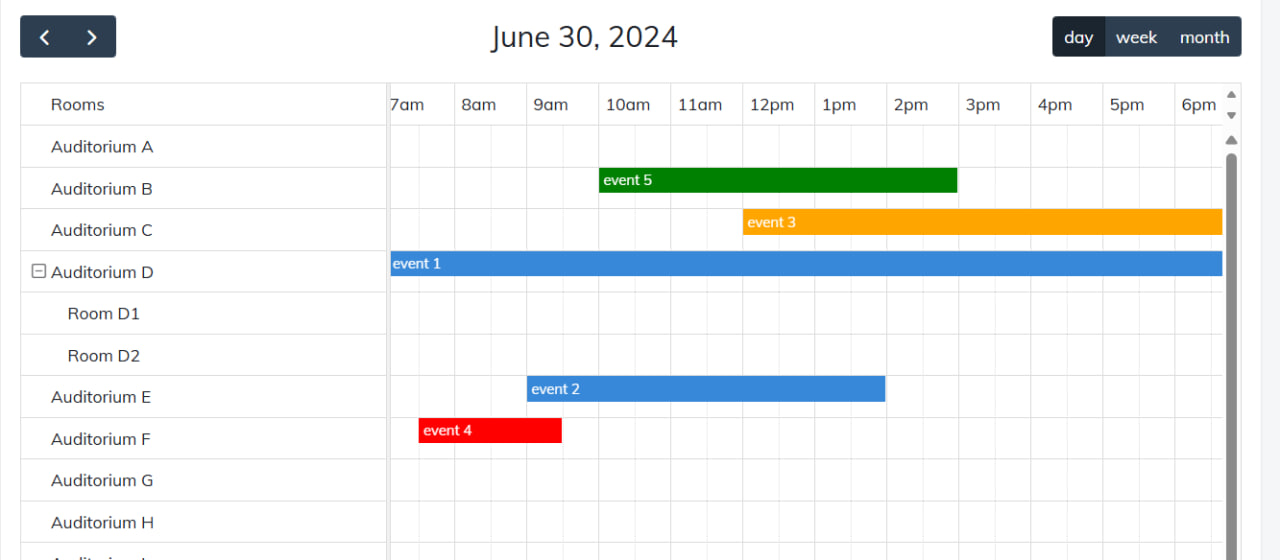 June 30, 2024
day week month
Rooms 7am 8am 9am 10am 11am 12pm 1pm 2pm 3pm 4pm 5pm 6pm
Auditorium A
Auditorium B event 5
Auditorium C event 3
Auditorium D event 1
Room D1
Room D2
Auditorium E event 2
Auditorium F event 4
Auditorium G
Auditorium H